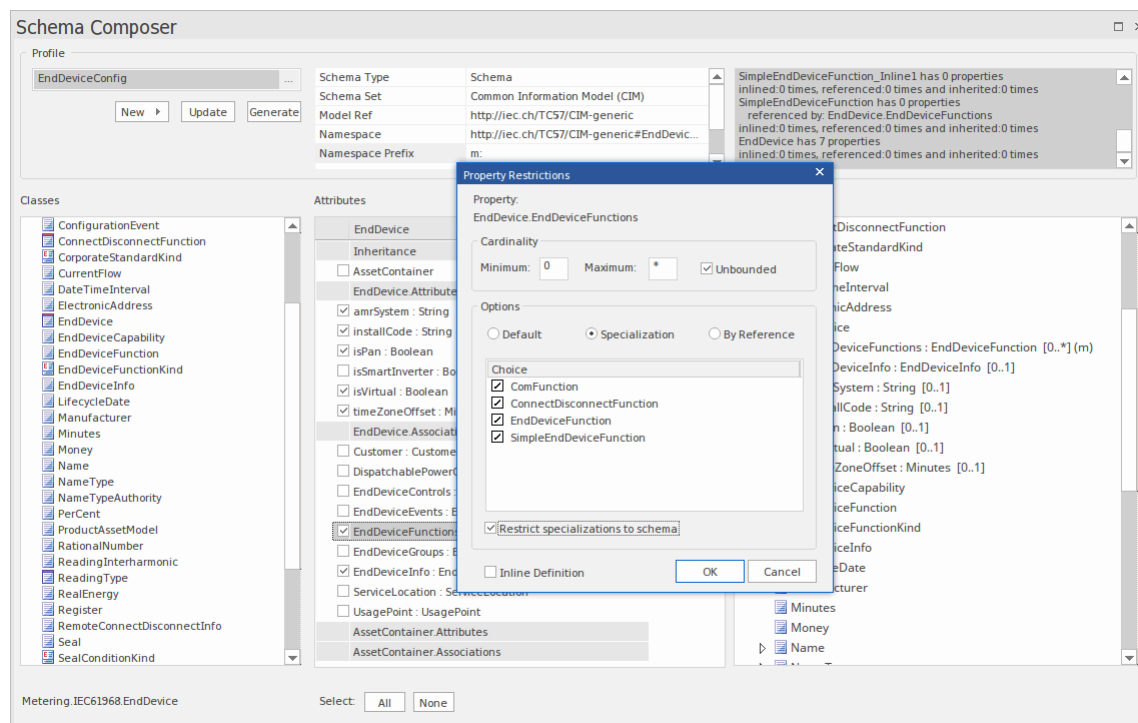 Schema Composer
Profile
EndDeviceConfig
...
New
Update
Generate
Schema Type Schema
Schema Set Common Information Model (CIM)
Model Ref http://iec.ch/TC57/CIM-generic
Namespace http://iec.ch/TC57/CIM-generic#EndDevic...
Namespace Prefix m:
SimpleEndDeviceFunction_Inline1 has 0 properties
inlined:0 times, referenced:0 times and inherited:0 times
SimpleEndDeviceFunction has 0 properties
referenced by: EndDevice.EndDeviceFunctions
inlined:0 times, referenced:0 times and inherited:0 times
EndDevice has 7 properties
inlined:0 times, referenced:0 times and inherited:0 times
Classes
ConfigurationEvent
ConnectDisconnectFunction
CorporateStandardKind
CurrentFlow
DateTimeInterval
ElectronicAddress
EndDevice
EndDeviceCapability
EndDeviceFunction
EndDeviceFunctionKind
EndDeviceInfo
LifecycleDate
Manufacturer
Minutes
Money
Name
NameType
NameTypeAuthority
PerCent
ProductAssetModel
RationalNumber
ReadingInterharmonic
ReadingType
RealEnergy
Register
RemoteConnectDisconnectInfo
Seal
SealConditionKind
Attributes
EndDevice
Inheritance
AssetContainer
EndDevice.Attribute
amrSystem : String
installCode : String
isPan : Boolean
isSmartInverter : Bo
isVirtual : Boolean
timeZoneOffset : Mi
EndDevice.Associati
Customer : Custome
DispatchablePowerC
EndDeviceControls :
EndDeviceEvents : E
EndDeviceFunctions
EndDeviceGroups : E
EndDeviceInfo : End
ServiceLocation : ServiceLocation
UsagePoint : UsagePoint
AssetContainer.Attributes
AssetContainer.Associations
Property Restrictions
Property:
EndDevice.EndDeviceFunctions
Cardinality
Minimum: 0 Maximum: * Unbounded
Options
Default Specialization By Reference
Choice
ComFunction
ConnectDisconnectFunction
EndDeviceFunction
SimpleEndDeviceFunction
Restrict specializations to schema
Inline Definition
OK
Cancel
tDisconnectFunction
ateStandardKind
Flow
neInterval
nicAddress
ice
DeviceFunctions : EndDeviceFunction [0..*] (m)
DeviceInfo : EndDeviceInfo [0..1]
System : String [0..1]
allCode : String [0..1]
n : Boolean [0..1]
tual : Boolean [0..1]
ZoneOffset : Minutes [0..1]
iceCapability
iceFunction
iceFunctionKind
iceInfo
eDate
cturer
Minutes
Money
Name
Metering.IEC61968.EndDevice
Select: All None